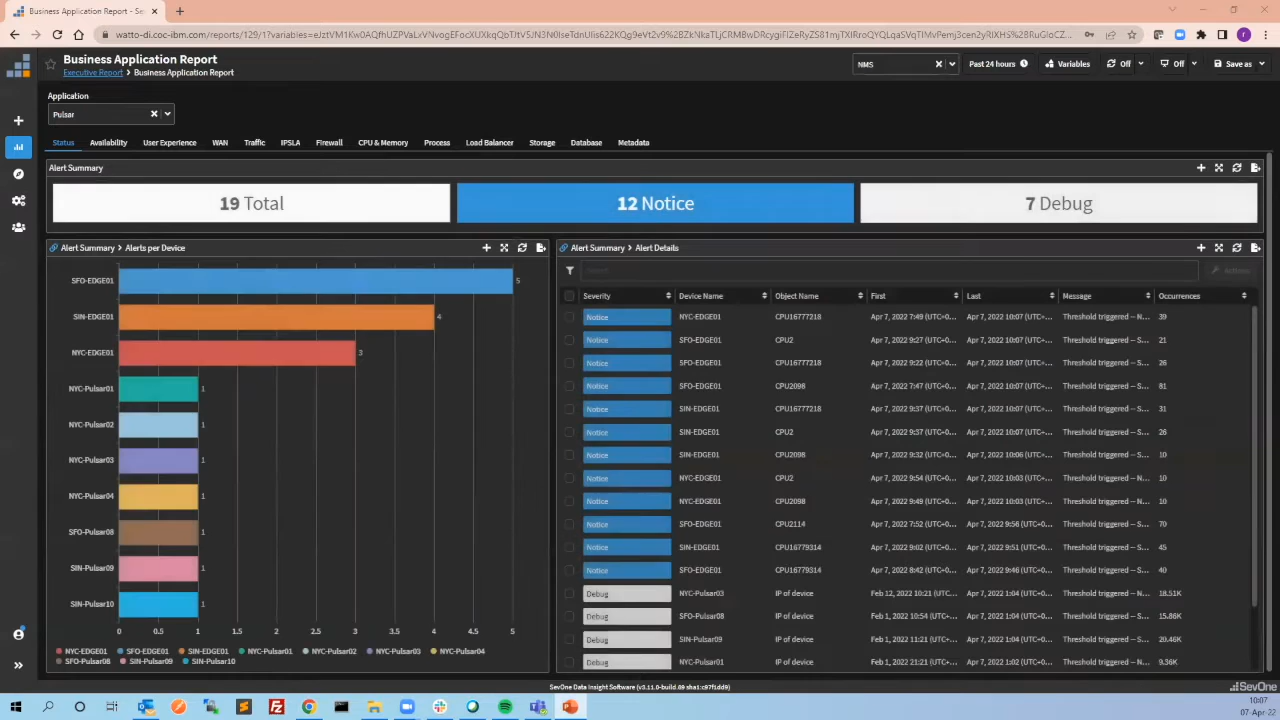 Business Application Report - Se
Business Application Report
Executive Report > Business Application Report
NMS
Past 24 hours
Variables
Off
Off
Save as
Application
Pulsar
Status Availability User Experience WAN Traffic IPSLA Firewall CPU & Memory Process Load Balancer Storage Database Metadata
Alert Summary
19 Total
12 Notice
7 Debug
Alert Summary > Alerts per Device
SFO-EDGE01 5
SIN-EDGE01 4
NYC-EDGE01 3
NYC-Pulsar01 1
NYC-Pulsar02 1
NYC-Pulsar03 1
NYC-Pulsar04 1
SFO-Pulsar08 1
SIN-Pulsar09 1
SIN-Pulsar10 1
0 0.5 1 1.5 2 2.5 3 3.5 4 4.5 5
NYC-EDGE01 SFO-EDGE01 SIN-EDGE01 NYC-Pulsar01 NYC-Pulsar02 NYC-Pulsar03 NYC-Pulsar04
SFO-Pulsar08 SIN-Pulsar09 SIN-Pulsar10
Alert Summary > Alert Details
Search
Actions
Severity Device Name Object Name First Last Message Occurrences
Notice NYC-EDGE01 CPU16777218 Apr 7, 2022 7:49 (UTC+0... Apr 7, 2022 10:07 (UTC+... Threshold triggered -- N... 39
Notice SFO-EDGE01 CPU2 Apr 7, 2022 9:27 (UTC+0... Apr 7, 2022 10:07 (UTC+... Threshold triggered -- S... 21
Notice SFO-EDGE01 CPU16777218 Apr 7, 2022 9:22 (UTC+0... Apr 7, 2022 10:07 (UTC+... Threshold triggered -- S... 26
Notice SFO-EDGE01 CPU2098 Apr 7, 2022 7:47 (UTC+0... Apr 7, 2022 10:07 (UTC+... Threshold triggered -- S... 81
Notice SIN-EDGE01 CPU16777218 Apr 7, 2022 9:37 (UTC+0... Apr 7, 2022 10:07 (UTC+... Threshold triggered -- S... 31
Notice SIN-EDGE01 CPU2 Apr 7, 2022 9:37 (UTC+0... Apr 7, 2022 10:07 (UTC+... Threshold triggered -- S... 26
Notice SIN-EDGE01 CPU2098 Apr 7, 2022 9:32 (UTC+0... Apr 7, 2022 10:06 (UTC+... Threshold triggered -- S... 10
Notice NYC-EDGE01 CPU2 Apr 7, 2022 9:54 (UTC+0... Apr 7, 2022 10:03 (UTC+... Threshold triggered -- N... 10
Notice NYC-EDGE01 CPU2098 Apr 7, 2022 9:49 (UTC+0... Apr 7, 2022 10:03 (UTC+... Threshold triggered -- N... 10
Notice SFO-EDGE01 CPU2114 Apr 7, 2022 7:52 (UTC+0... Apr 7, 2022 9:56 (UTC+0... Threshold triggered -- S... 70
Notice SIN-EDGE01 CPU16779314 Apr 7, 2022 9:02 (UTC+0... Apr 7, 2022 9:51 (UTC+0... Threshold triggered -- S... 45
Notice SFO-EDGE01 CPU16779314 Apr 7, 2022 8:42 (UTC+0... Apr 7, 2022 9:46 (UTC+0... Threshold triggered -- S... 40
Debug NYC-Pulsar03 IP of device Feb 12, 2022 10:21 (UTC... Apr 7, 2022 1:04 (UTC+0... Threshold triggered -- N... 18.51K
Debug SFO-Pulsar08 IP of device Feb 1, 2022 10:54 (UTC+... Apr 7, 2022 1:04 (UTC+0... Threshold triggered -- S... 15.86K
Debug SIN-Pulsar09 IP of device Feb 1, 2022 11:21 (UTC+... Apr 7, 2022 1:04 (UTC+0... Threshold triggered -- S... 20.46K
Debug NYC-Pulsar01 IP of device Feb 1, 2022 21:21 (UTC+... Apr 7, 2022 1:02 (UTC+0... Threshold triggered -- N... 9.36K
SevOne Data Insight Software (v3.11.0-build.89 sha1:c97f1dd9)
SevOne
10:07
07-Apr-22